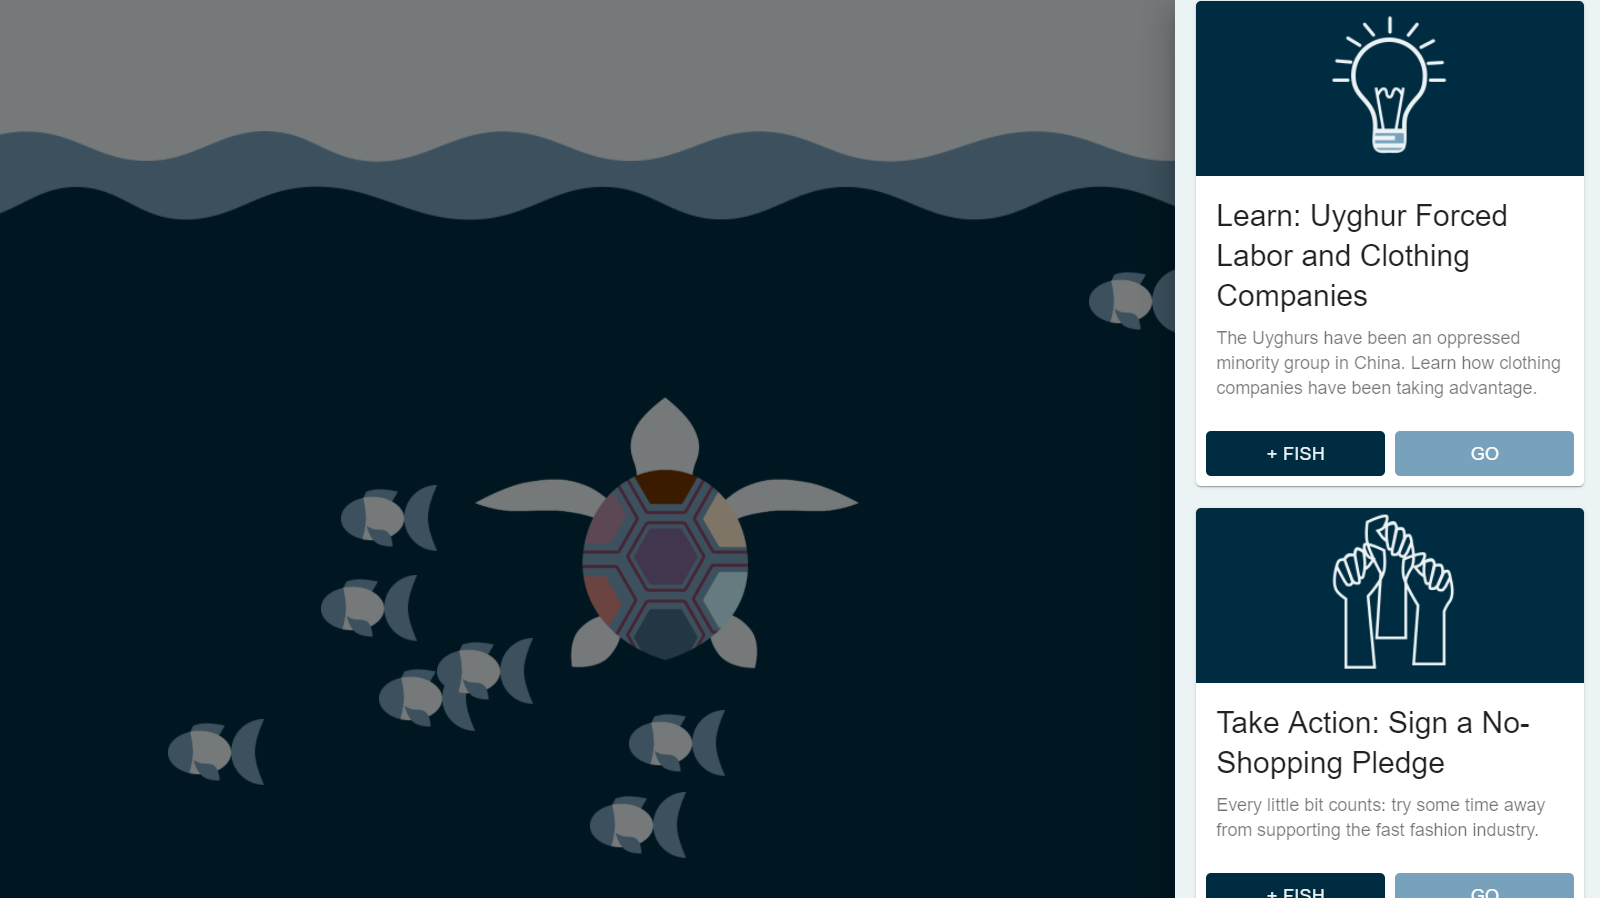 Learn: Uyghur Forced
Labor and Clothing
Companies
The Uyghurs have been an oppressed
minority group in China. Learn how clothing
companies have been taking advantage.
+ FISH
GO
Take Action: Sign a No-
Shopping Pledge
Every little bit counts: try some time away
from supporting the fast fashion industry.
+ FISH
GO